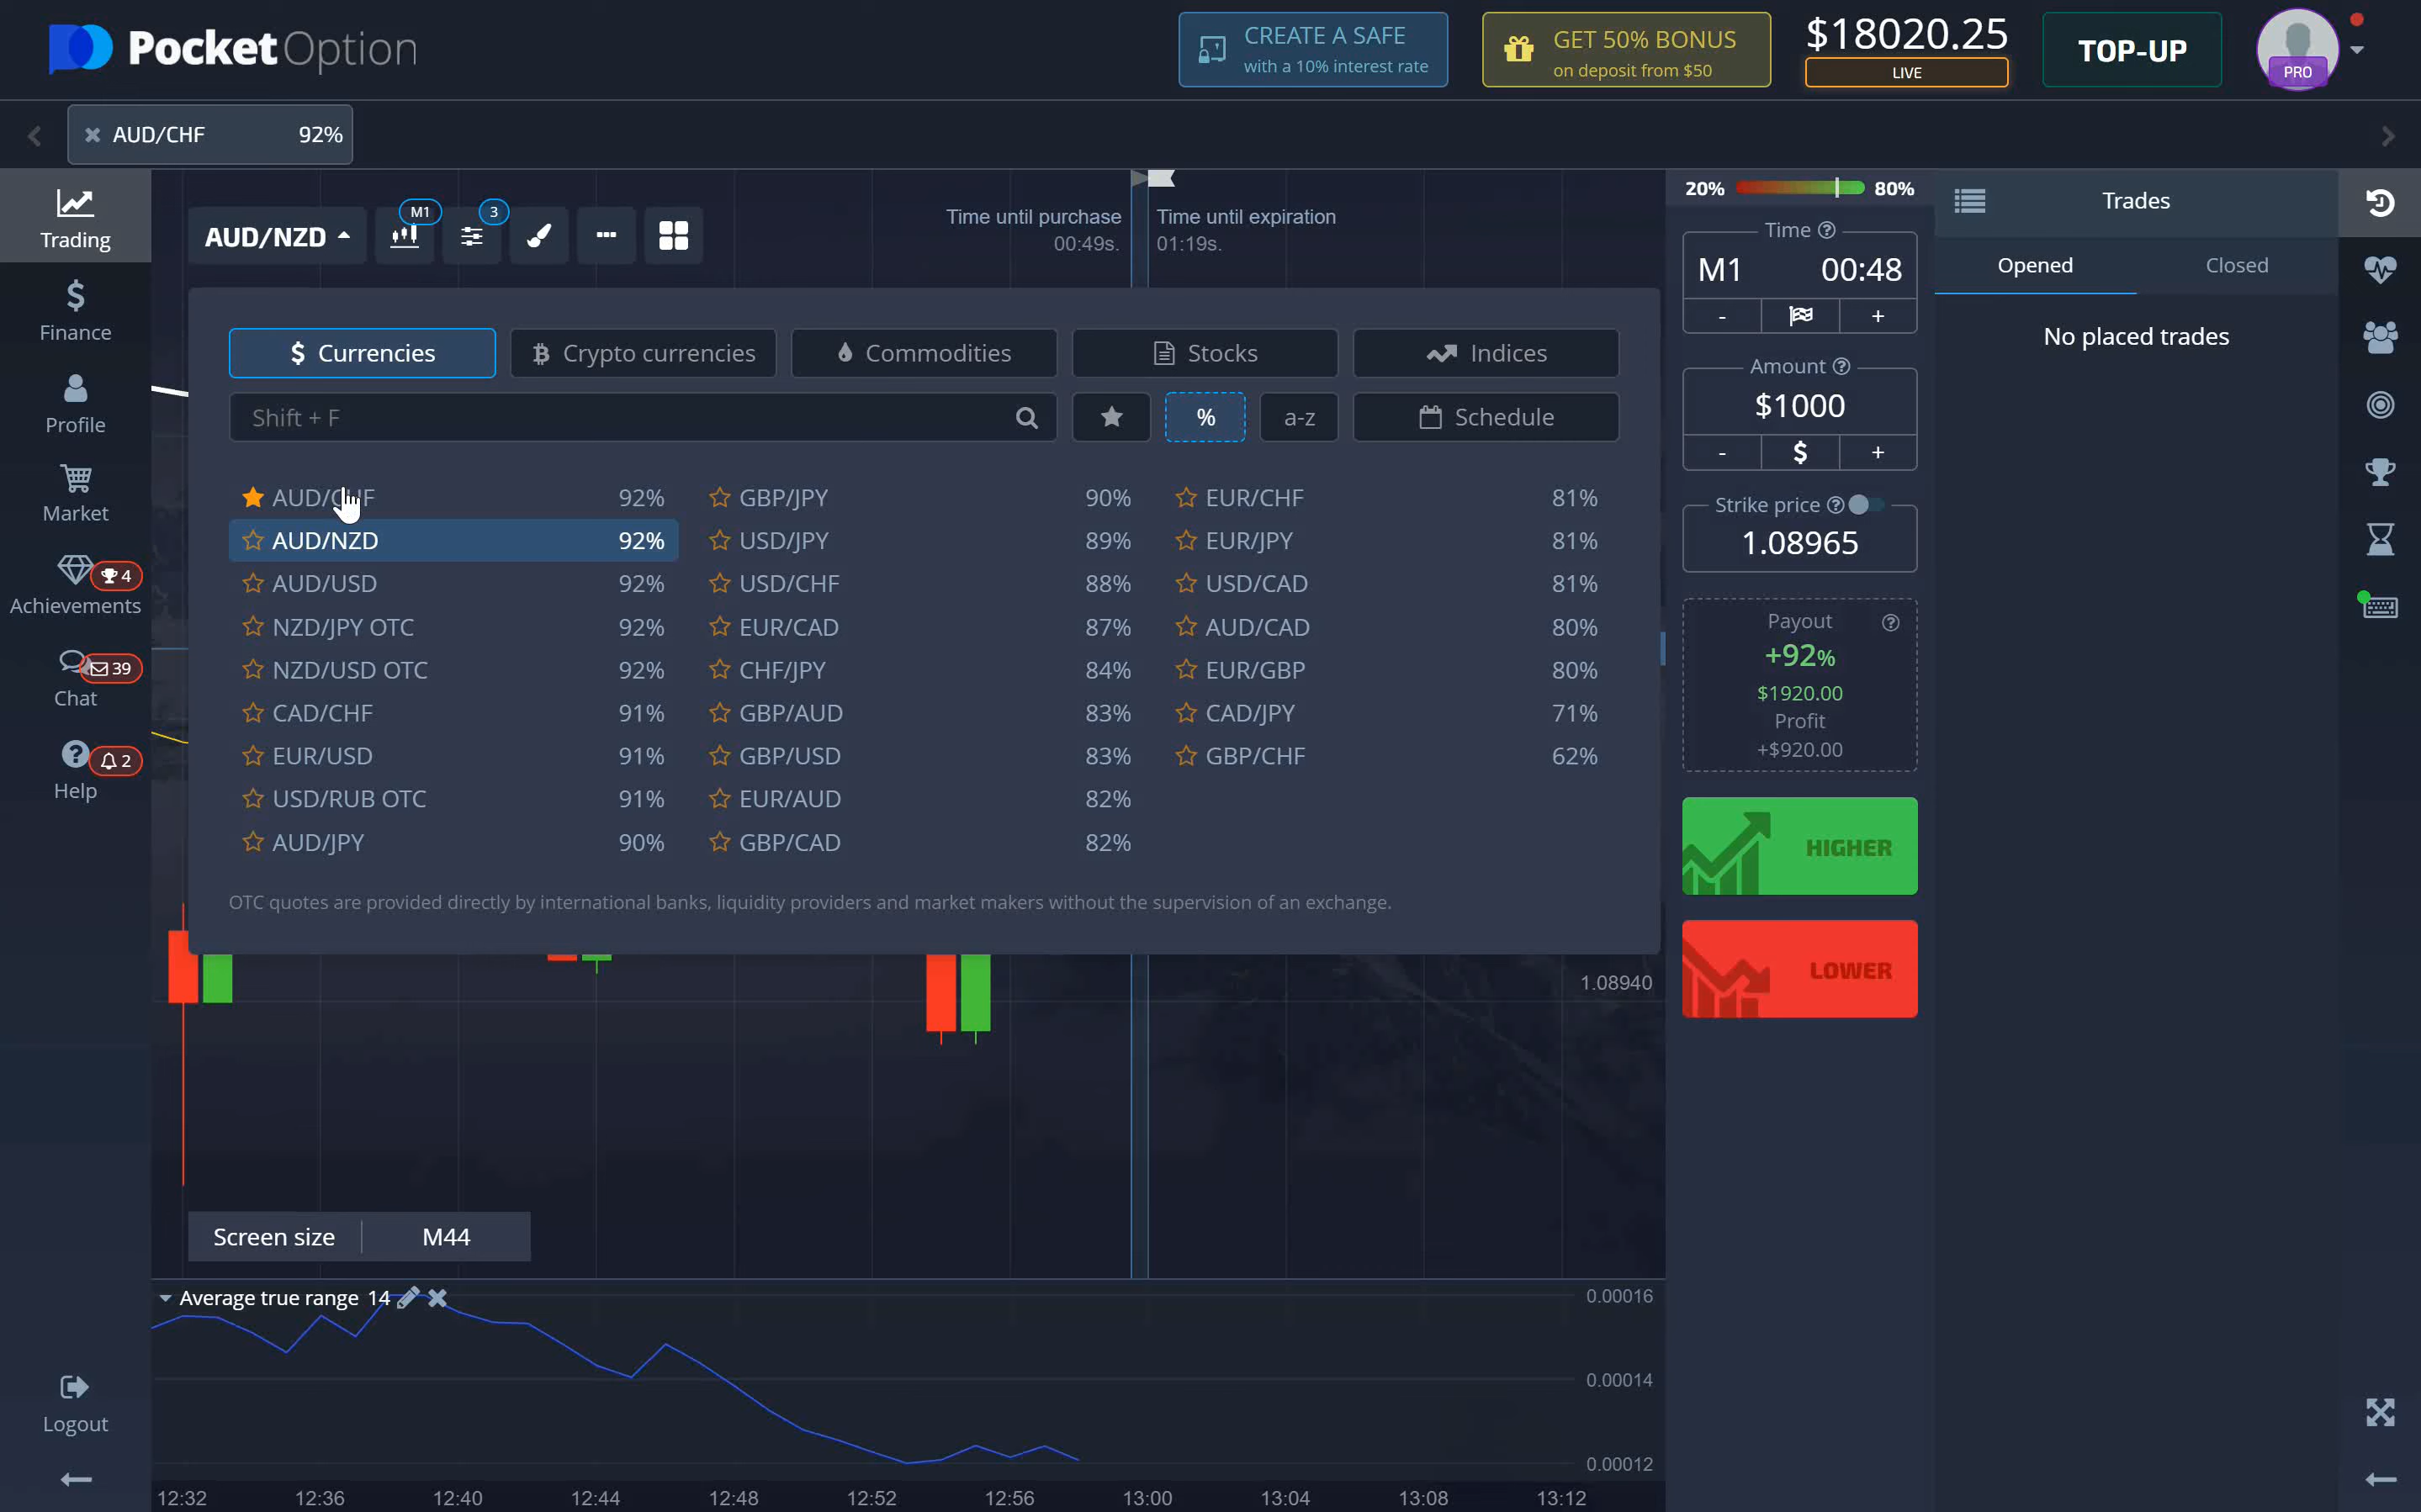 PocketOption
CREATE A SAFE
with a 10% interest rate
GET 50% BONUS
on deposit from $50
$18020.25
LIVE
TOP-UP
PRO
AUD/CHF 92%
Trading
Finance
Profile
Market
4
Achievements
39
Chat
2
Help
Logout
AUD/NZD
M1
3
Time until purchase
00:49s.
Time until expiration
01:19s.
$ Currencies
Crypto currencies
Commodities
Stocks
Indices
Shift + F
%
a-z
Schedule
AUD/CHF 92%
AUD/NZD 92%
AUD/USD 92%
NZD/JPY OTC 92%
NZD/USD OTC 92%
CAD/CHF 91%
EUR/USD 91%
USD/RUB OTC 91%
AUD/JPY 90%
GBP/JPY 90%
USD/JPY 89%
USD/CHF 88%
EUR/CAD 87%
CHF/JPY 84%
GBP/AUD 83%
GBP/USD 83%
EUR/AUD 82%
GBP/CAD 82%
EUR/CHF 81%
EUR/JPY 81%
USD/CAD 81%
AUD/CAD 80%
EUR/GBP 80%
CAD/JPY 71%
GBP/CHF 62%
OTC quotes are provided directly by international banks, liquidity providers and market makers without the supervision of an exchange.
1.08940
Screen size M44
Average true range 14
0.00016
0.00014
0.00012
12:32 12:36 12:40 12:44 12:48 12:52 12:56 13:00 13:04 13:08 13:12
20% 80%
Time ?
M1 00:48
- +
Amount ?
$1000
- $ +
Strike price ?
1.08965
Payout ?
+92%
$1920.00
Profit
+$920.00
HIGHER
LOWER
Trades
Opened Closed
No placed trades